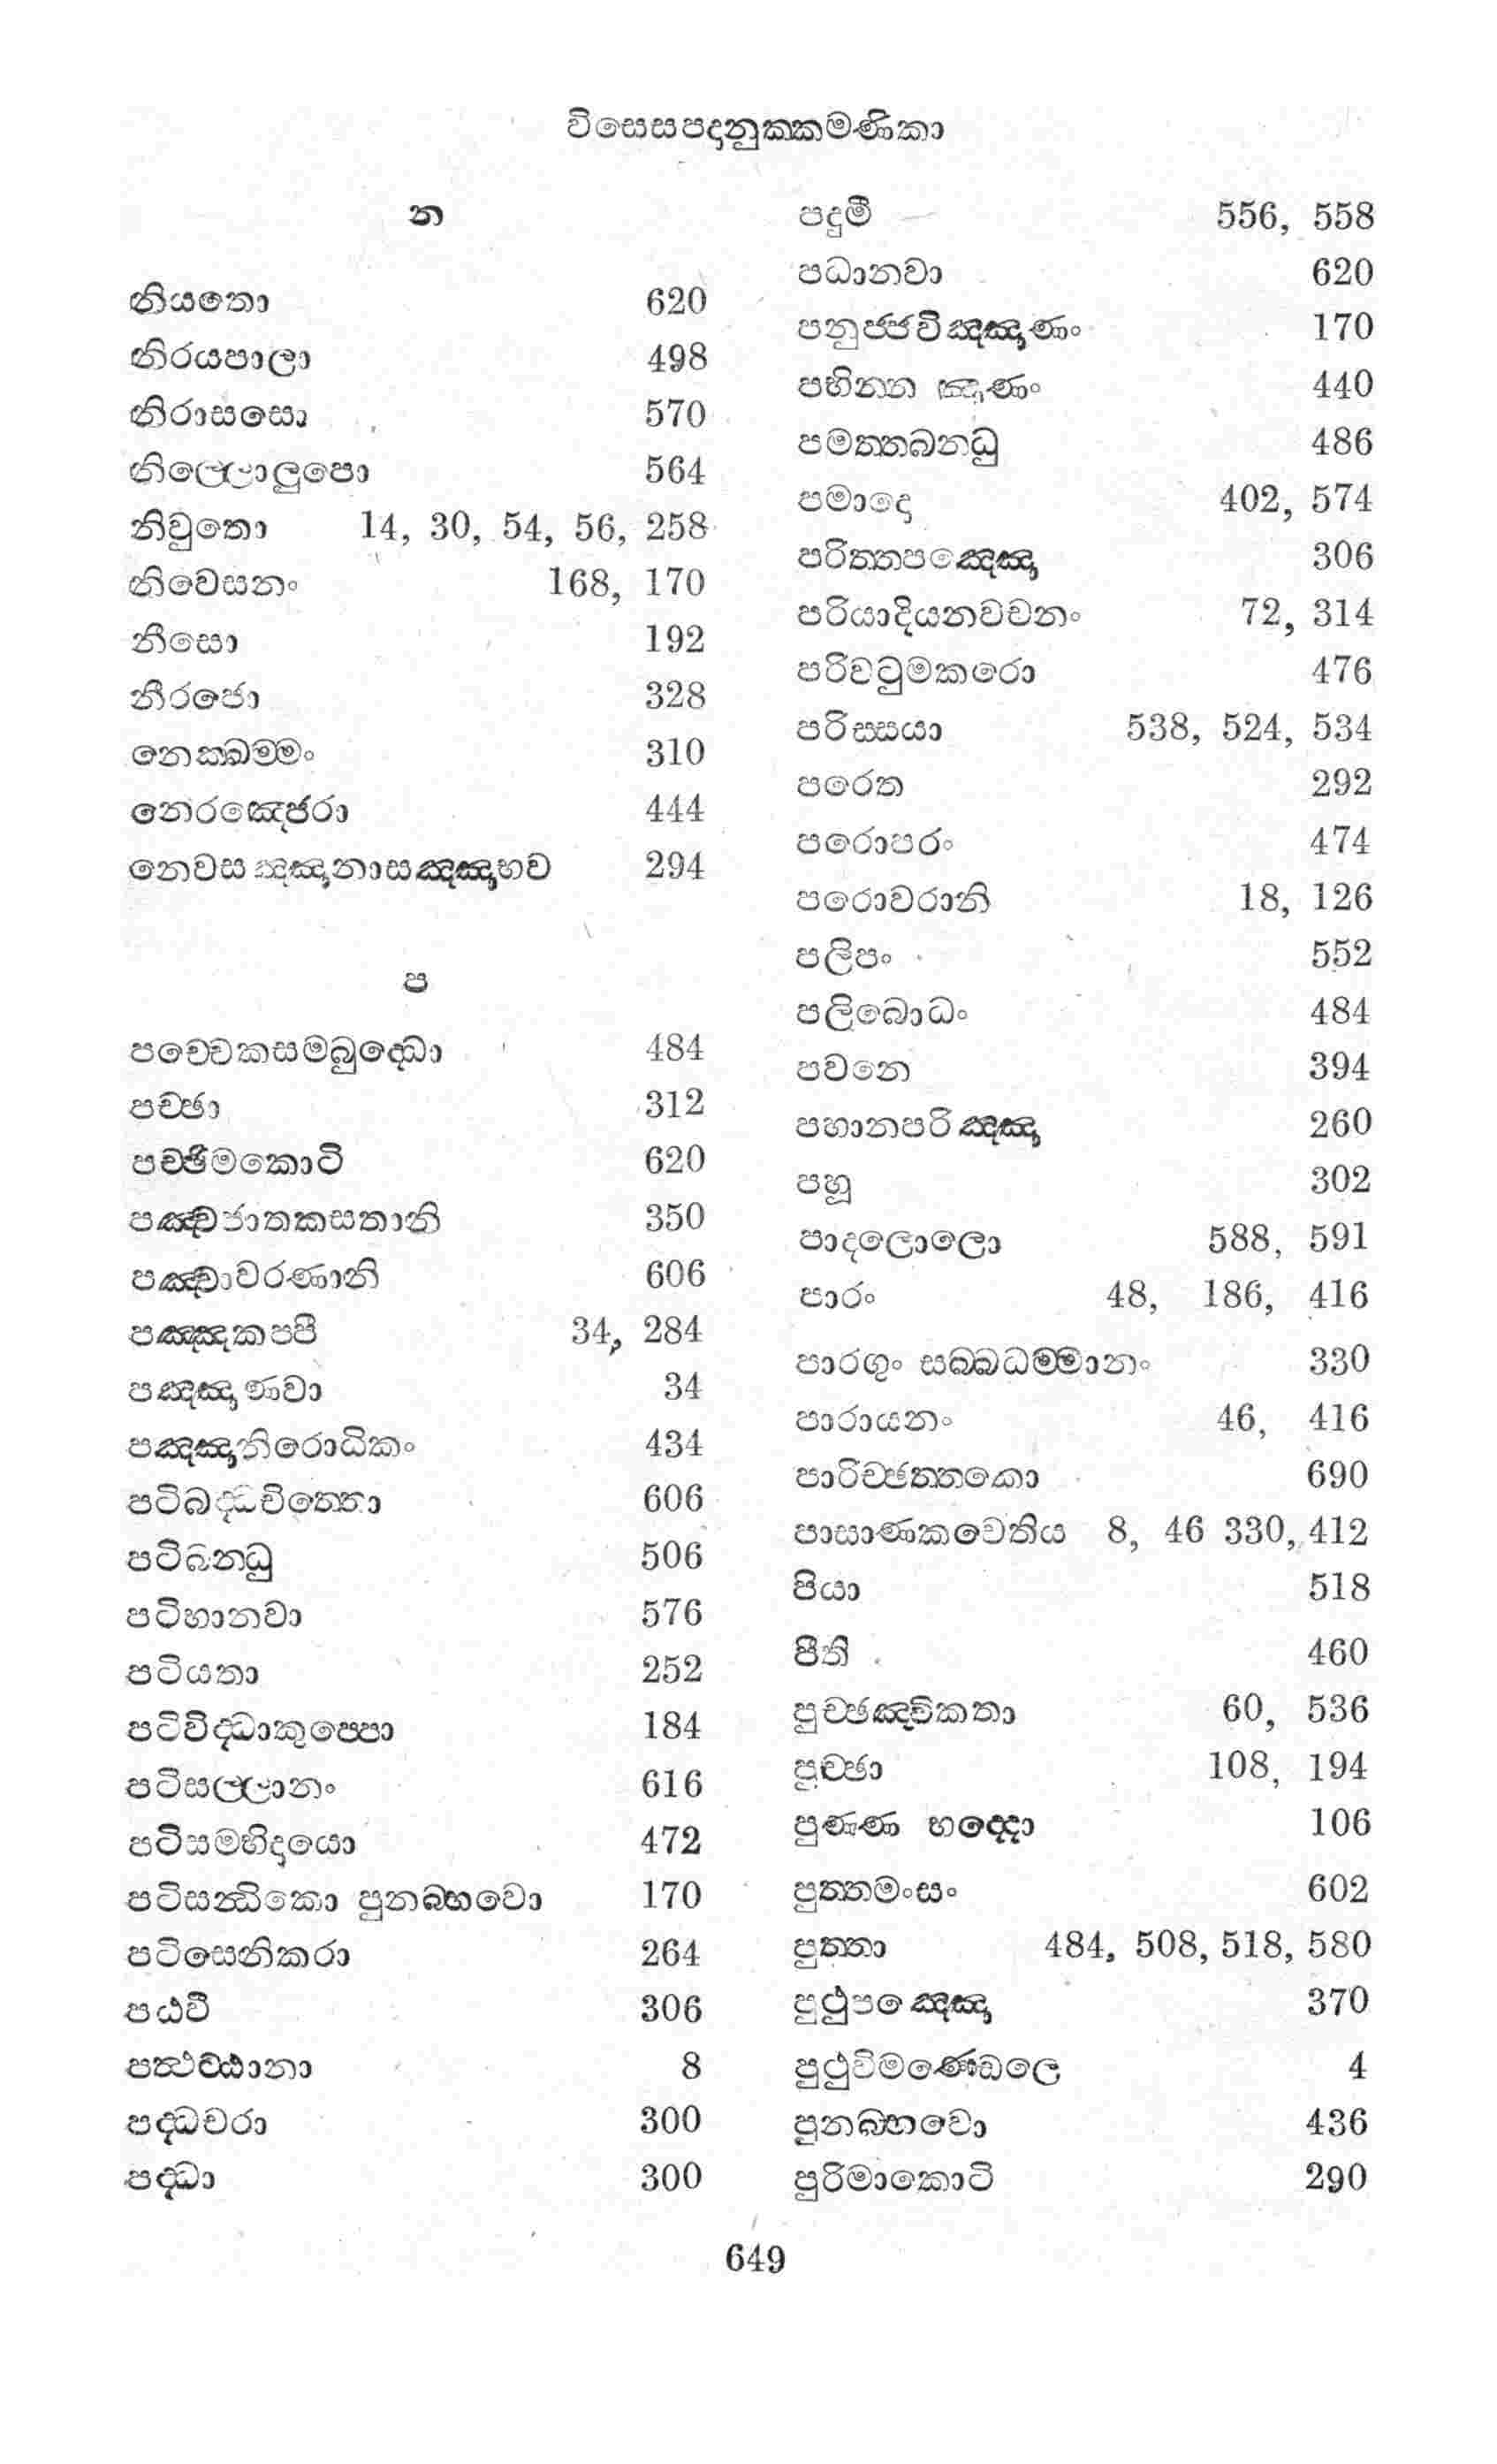 විසෙසපදානුක්කමණිකා
න
නියතො 620
නිරයපාලා 498
නිරාසසො 570
නිල්ලොලුපො 564
නිවුතො 14, 30, 54, 56, 258
නිවෙසනං 168, 170
නීසො 192
නීරජො 328
නෙක්ඛම්මං 310
නෙරඤ්ජරා 444
නෙවසඤ්ඤානාසඤ්ඤාභව 294
ප
පච්චෙකසමබුද්ධො 484
පච්ඡා 312
පච්ඡිමකොටි 620
පඤ්චජාතකසතානි 350
පඤ්චාවරණානි 606
පඤ්ඤකප්පී 34, 284
පඤ්ඤාණවා 34
පඤ්ඤානිරොධිකං 434
පටිබද්ධචිත්තො 606
පටිබන්ධු 506
පටිභානවා 576
පටියතා 252
පටිවිද්ධාකුප්පො 184
පටිසල්ලානං 616
පටිසම්භිදායො 472
පටිසන්ධිකො පුනබ්භවො 170
පටිසෙනිකරා 264
පඨවී 306
පත්ථච්ඨානා 8
පද්ධචරා 300
පද්ධා 300
පදුමී 556, 558
පධානවා 620
පනුජ්ජවිඤ්ඤාණං 170
පභින්න ඤාණං 440
පමත්තබන්ධු 486
පමාදො 402, 574
පරිත්තපඤ්ඤො 306
පරියාදියනවචනං 72, 314
පරිවටුමකරො 476
පරිස්සයා 538, 524, 534
පරෙත 292
පරොපරං 474
පරොවරානි 18, 126
පලිපං 552
පලිබොධං 484
පවනෙ 394
පහානපරිඤ්ඤා 260
පහූ 302
පාදලොලො 588, 591
පාරං 48, 186, 416
පාරගුං සබ්බධම්මානං 330
පාරායනං 46, 416
පාරිච්ඡත්තකො 690
පාසාණකචෙතිය 8, 46 330, 412
පියා 518
පීති 460
පුච්ඡඤ්චිකතා 60, 536
පුච්ඡා 108, 194
පුණ්ණ භද්දො 106
පුත්තමංසං 602
පුත්තා 484, 508, 518, 580
පුථුපඤ්ඤො 370
පුථුවිමණ්ඩලෙ 4
පුනබ්භවො 436
පුරිමාකොටි 290
649